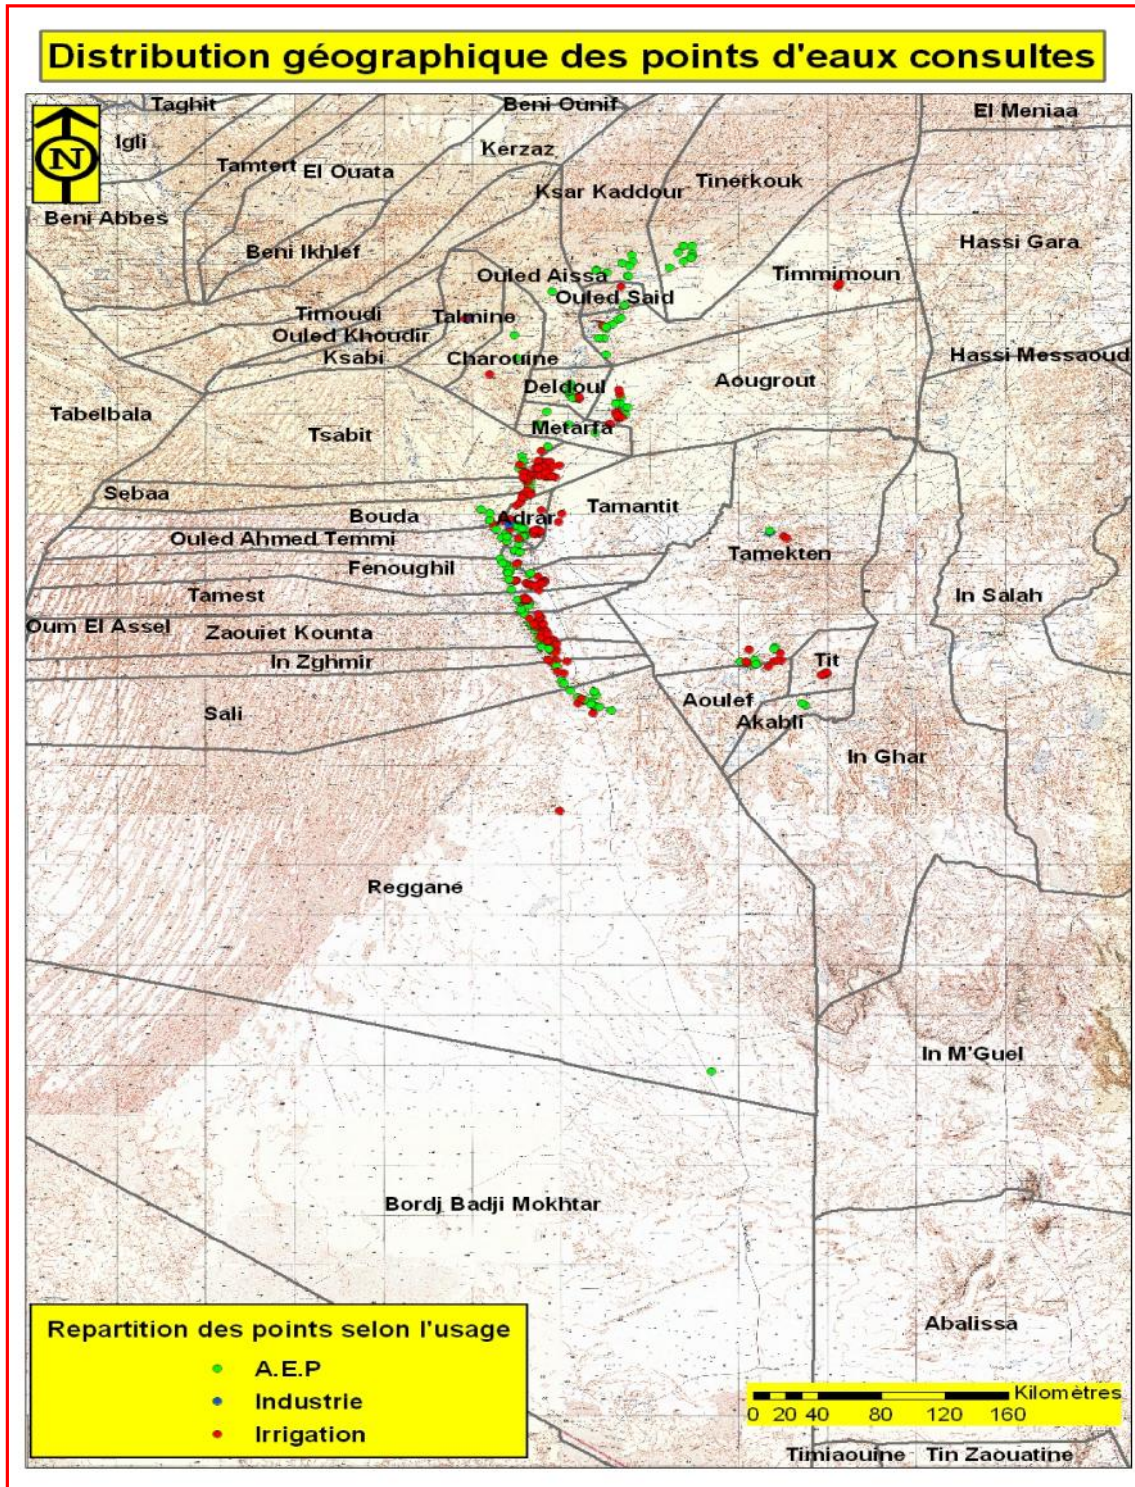 Distribution géographique des points d'eaux consultes
Taghit
Beni Ounif
El Meniaa
N
Igli
Kerzaz
Tamtert
El Ouata
Ksar Kaddour
Tinerkouk
Beni Abbes
Beni Ikhlef
Hassi Gara
Ouled Aissa
Timmimoun
Ouled Said
Timoudi
Talmine
Ouled Khoudir
Ksabi
Charouine
Hassi Messaoud
Deldoul
Aougrout
Tabelbala
Tsabit
Metarfa
Sebaa
Tamantit
Bouda
Adrar
Ouled Ahmed Temmi
Tamekten
Fenoughil
Tamest
In Salah
Oum El Assel
Zaouiet Kounta
In Zghmir
Tit
Sali
Aoulef
Akabli
In Ghar
Reggané
In M'Guel
Bordj Badji Mokhtar
Abalissa
Repartition des points selon l'usage
A.E.P
Industrie
Irrigation
Kilomètres
0 20 40 80 120 160
Timiaouine
Tin Zaouatine